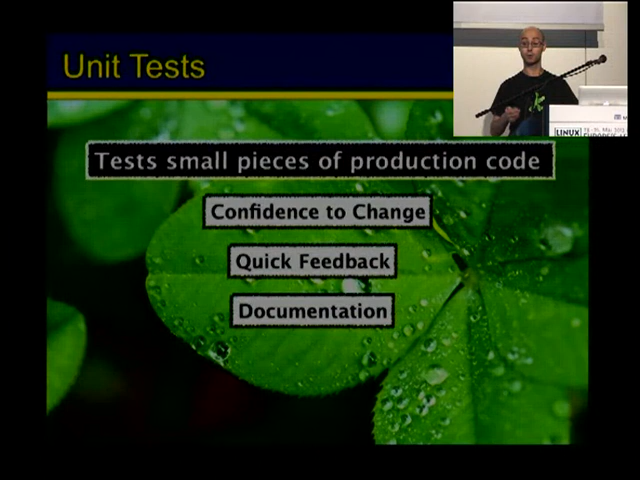 Unit Tests
Tests small pieces of production code
Confidence to Change
Quick Feedback
Documentation
LINUX